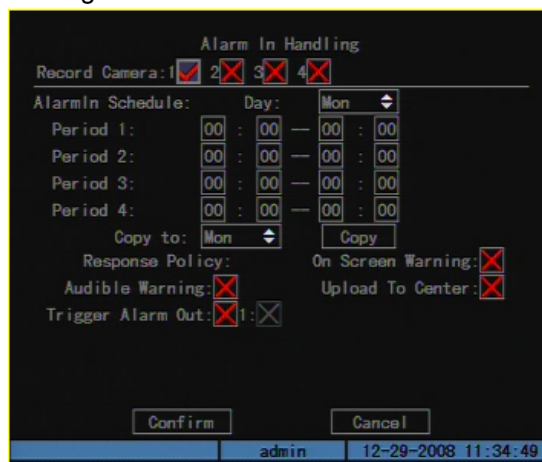 Alarm In Handling
Record Camera:1 2 3 4
AlarmIn Schedule: Day: Mon
Period 1: 00 : 00 — 00 : 00
Period 2: 00 : 00 — 00 : 00
Period 3: 00 : 00 — 00 : 00
Period 4: 00 : 00 — 00 : 00
Copy to: Mon Copy
Response Policy: On Screen Warning:
Audible Warning: Upload To Center:
Trigger Alarm Out: 1:
Confirm Cancel
admin 12-29-2008 11:34:49